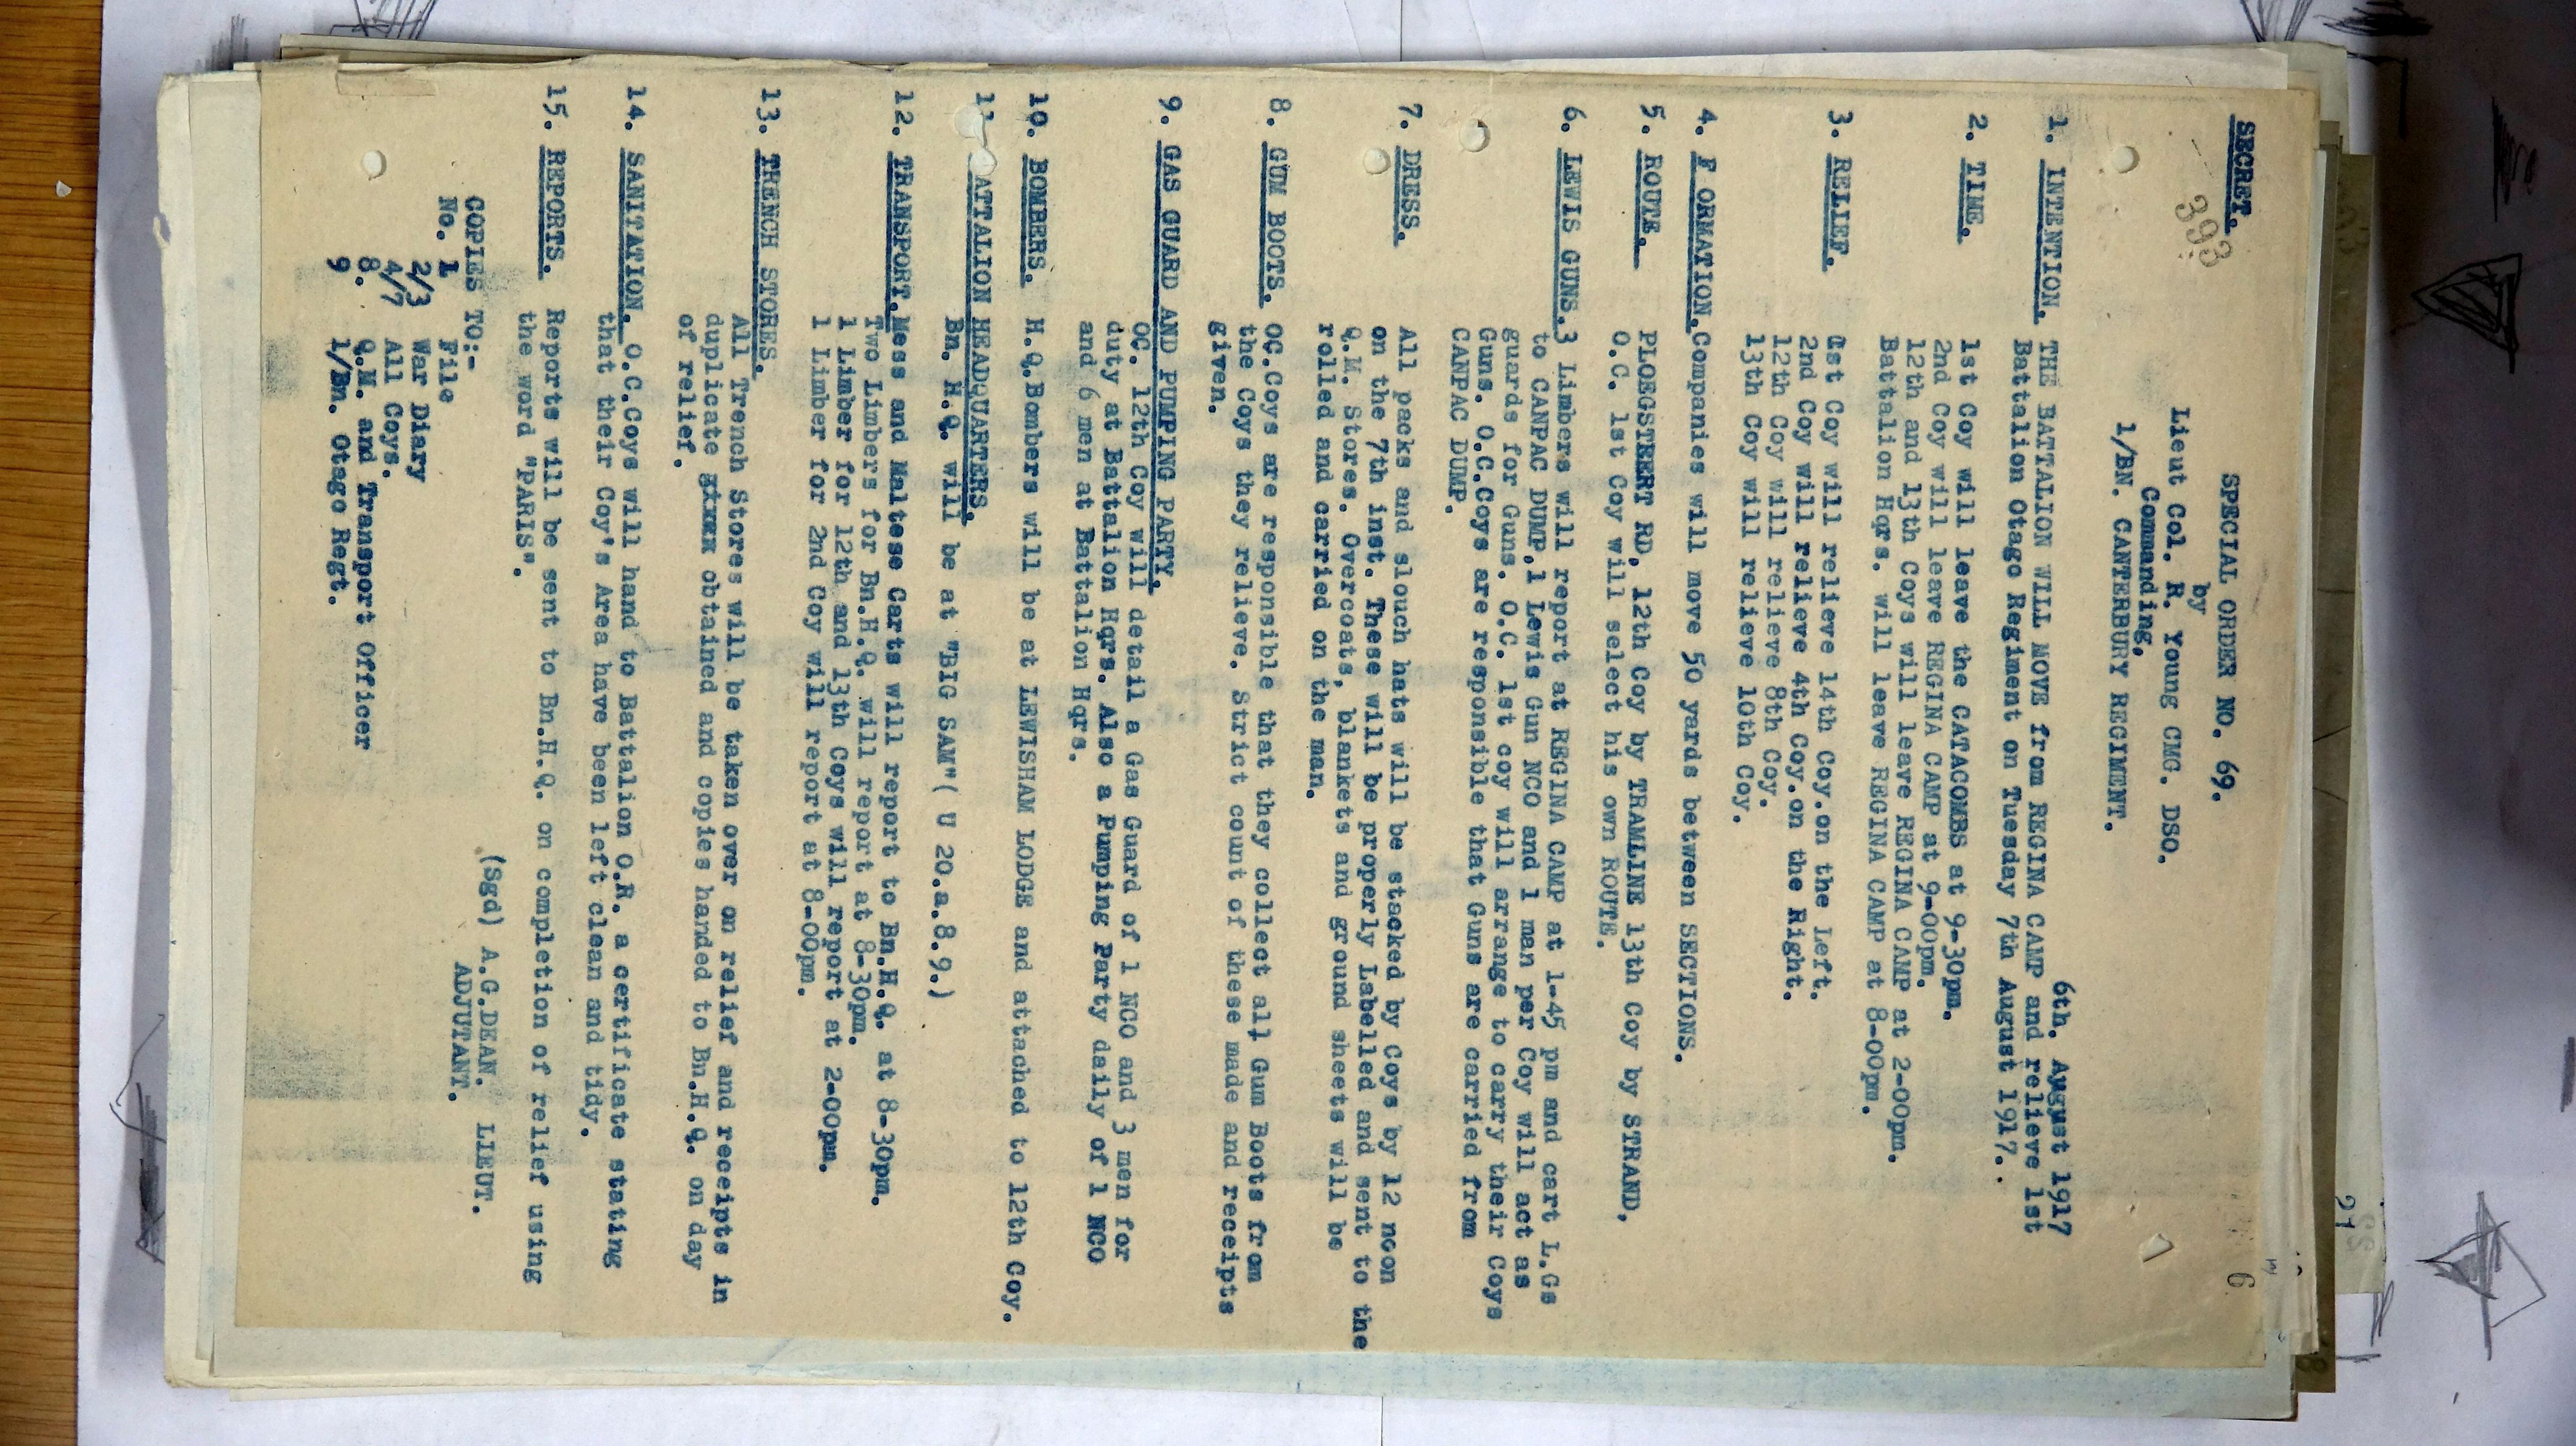 SECRET.
393
6
SPECIAL ORDER NO. 69.
by
Lieut Col. R. Young CMG. DSO.
Commanding,
1/BN. CANTERBURY REGIMENT.
6th. August 1917
1. INTENTION. THE BATTALION WILL MOVE from REGINA CAMP and relieve 1st
Battalion Otago Regiment on Tuesday 7th August 1917..
2. TIME. 1st Coy will leave the CATACOMBS at 9-30pm.
2nd Coy will leave REGINA CAMP at 9-00pm.
12th and 13th Coys will leave REGINA CAMP at 2-00pm.
Battalion Hqrs. will leave REGINA CAMP at 8-00pm.
3. RELIEF. 1st Coy will relieve 14th Coy.on the Left.
2nd Coy will relieve 4th Coy.on the Right.
12th Coy will relieve 8th Coy.
13th Coy will relieve 10th Coy.
4. F ORMATION.Companies will move 50 yards between SECTIONS.
5. ROUTE. PLOEGSTEERT RD, 12th Coy by TRAMLINE 13th Coy by STRAND,
O.C. 1st Coy will select his own ROUTE.
6. LEWIS GUNS.3 Limbers will report at REGINA CAMP at 1-45 pm and cart L.Gs
to CANPAC DUMP,1 Lewis Gun NCO and 1 man per Coy will act as
guards for Guns. O.C. 1st coy will arrange to carry their Coys
Guns. O.C.Coys are responsible that Guns are carried from
CANPAC DUMP.
7. DRESS. All packs and slouch hats will be stacked by Coys by 12 noon
on the 7th inst. These will be properly Labelled and sent to the
Q.M. Stores. Overcoats, blankets and ground sheets will be
rolled and carried on the man.
8. GUM BOOTS. OC.Coys are responsible that they collect all Gum Boots from
the Coys they relieve. Strict count of these made and receipts
given.
9. GAS GUARD AND PUMPING PARTY.
OC. 12th Coy will detail a Gas Guard of 1 NCO and 3 men for
duty at Battalion Hqrs. Also a Pumping Party daily of 1 NCO
and 6 men at Battalion Hqrs.
10. BOMBERS. H.Q.Bombers will be at LEWISHAM LODGE and attached to 12th Coy.
ATTALION HEADQUARTERS.
Bn. H.Q. will be at "BIG SAM"( U 20.a.8.9.)
12. TRANSPORT.Mess and Maltese Carts will report to Bn.H.Q. at 8-30pm.
Two Limbers for Bn.H.Q. will report at 8-30pm.
1 Limber for 12th and 13th Coys will report at 2-00pm.
1 Limber for 2nd Coy will report at 8-00pm.
13. TRENCH STORES.
All Trench Stores will be taken over on relief and receipts in
duplicate obtained and copies handed to Bn.H.Q. on day
of relief.
14. SANITATION. O.C.Coys will hand to Battalion O.R. a certificate stating
that their Coy's Area have been left clean and tidy.
15. REPORTS. Reports will be sent to Bn.H.Q. on completion of relief using
the word "PARIS".
(Sgd) A.G.DEAN. LIEUT.
ADJUTANT.
COPIES TO:-
No. 1 File
2/3 War Diary
4/7 All Coys.
8. Q.M. and Transport Officer
9 1/Bn. Otago Regt.